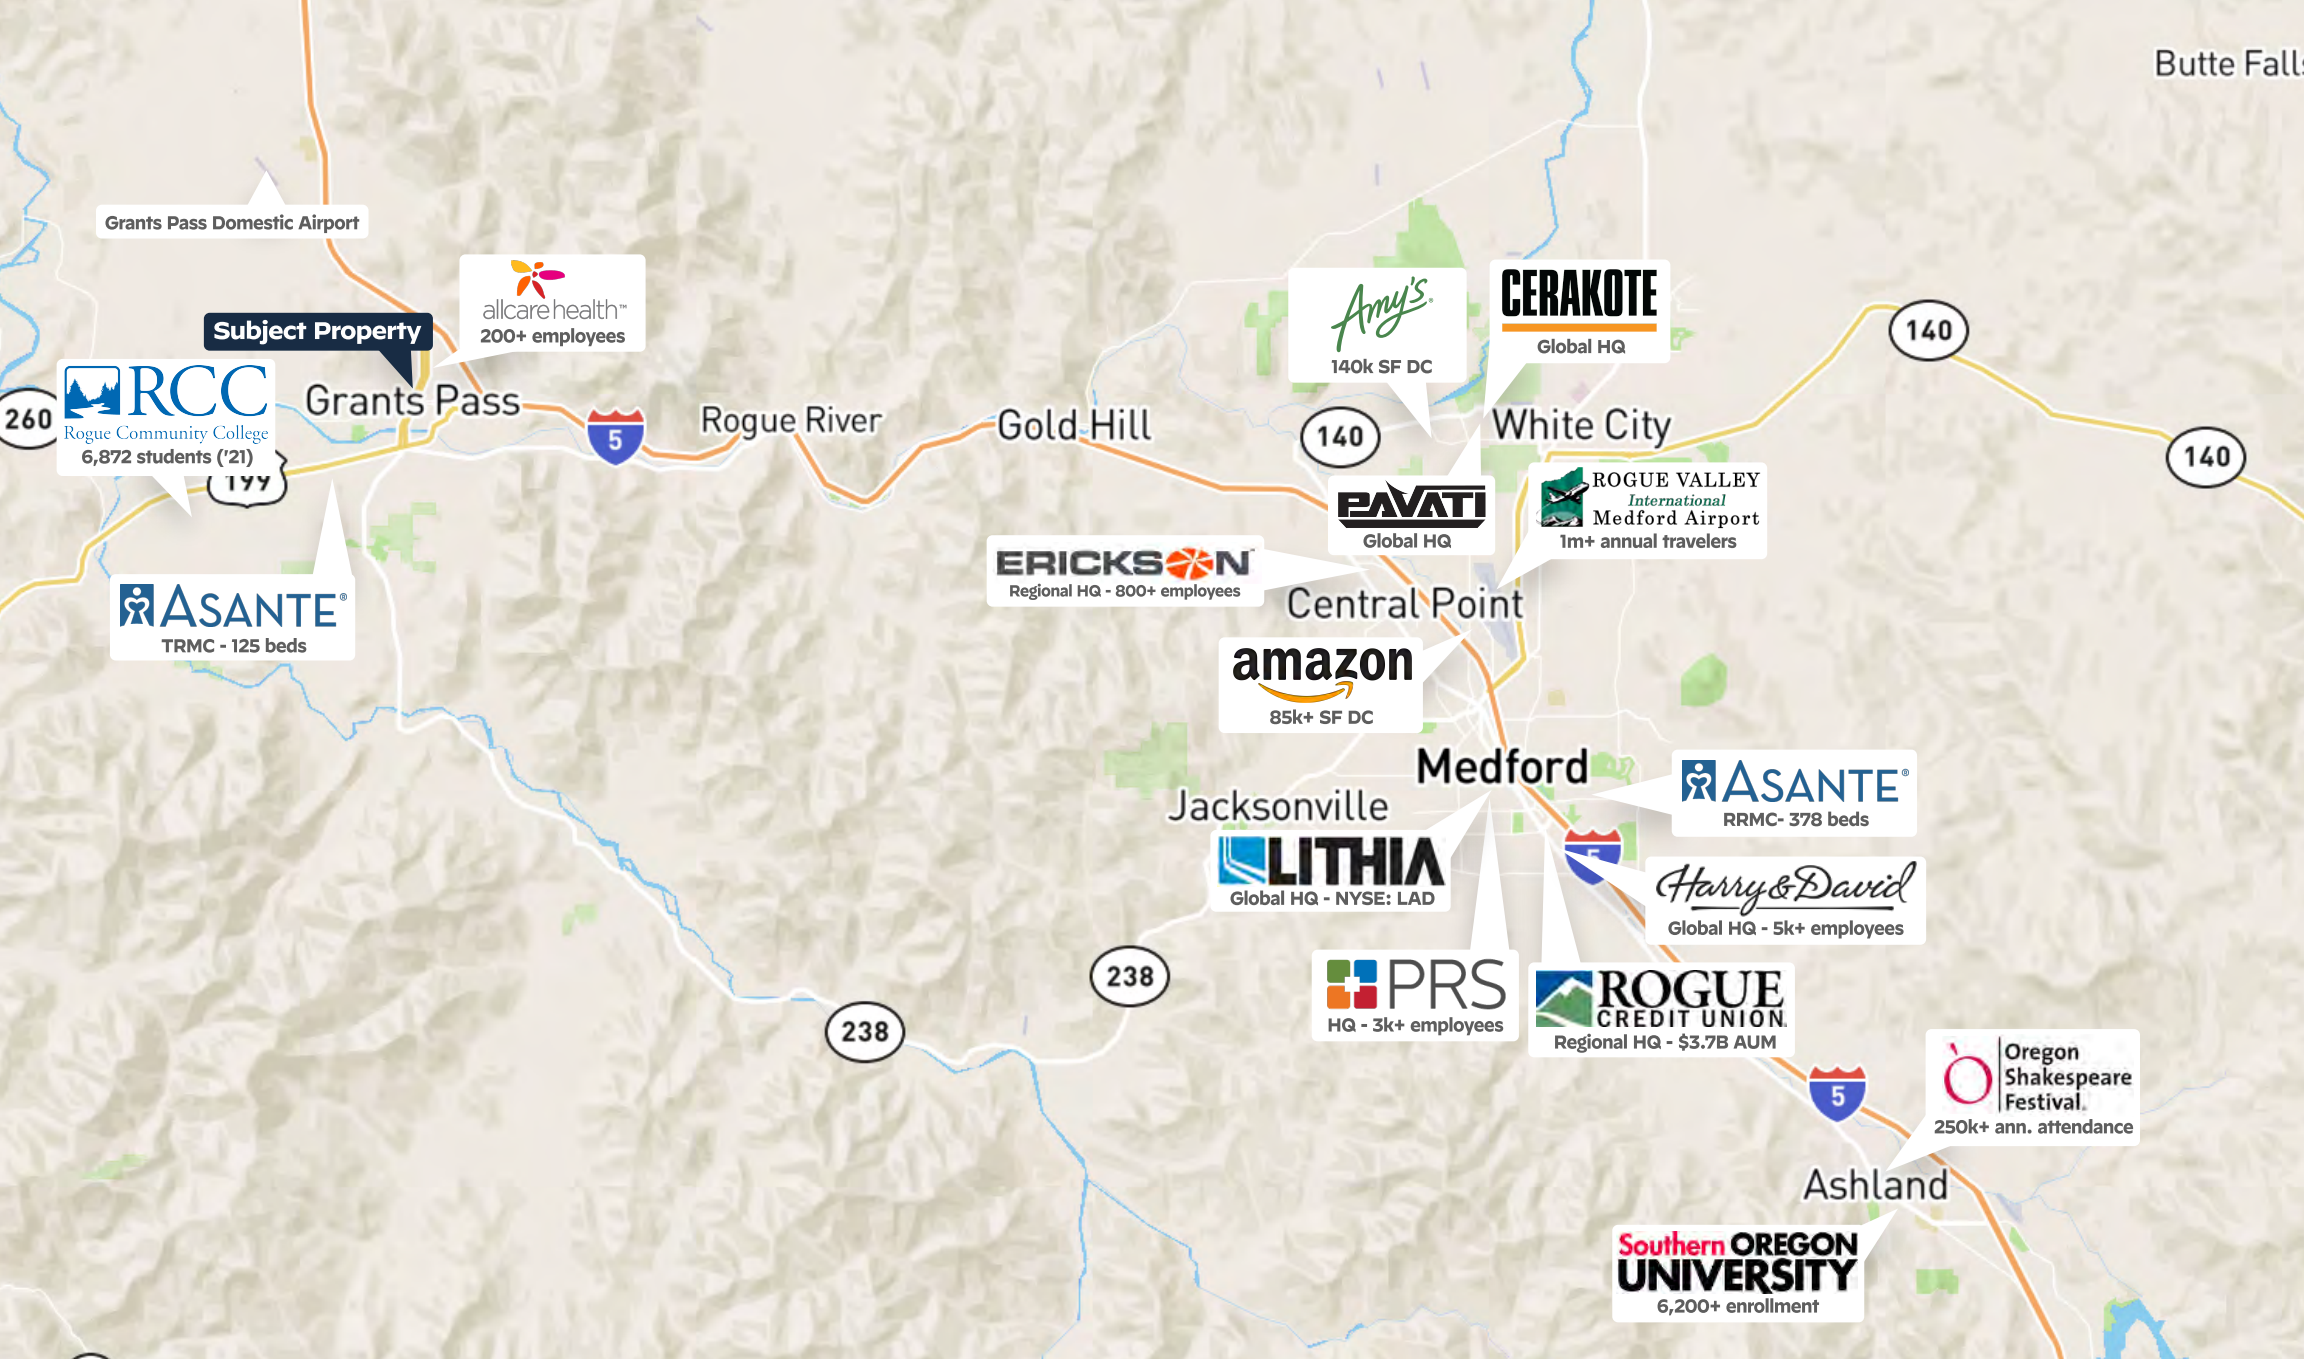 Butte Falls
Grants Pass Domestic Airport
allcare health™
200+ employees
Subject Property
RCC
Rogue Community College
6,872 students ('21)
260
199
Grants Pass
5
Rogue River
Gold Hill
Amy's®
140k SF DC
CERAKOTE
Global HQ
140
140
140
White City
PAVATI
Global HQ
ROGUE VALLEY
International
Medford Airport
1m+ annual travelers
ERICKSON
Regional HQ - 800+ employees
Central Point
ASANTE®
TRMC - 125 beds
amazon
85k+ SF DC
Medford
ASANTE®
RRMC- 378 beds
Jacksonville
LITHIA
Global HQ - NYSE: LAD
5
Harry & David
Global HQ - 5k+ employees
238
238
PRS
HQ - 3k+ employees
ROGUE
CREDIT UNION
Regional HQ - $3.7B AUM
5
Oregon
Shakespeare
Festival.
250k+ ann. attendance
Ashland
Southern OREGON
UNIVERSITY
6,200+ enrollment